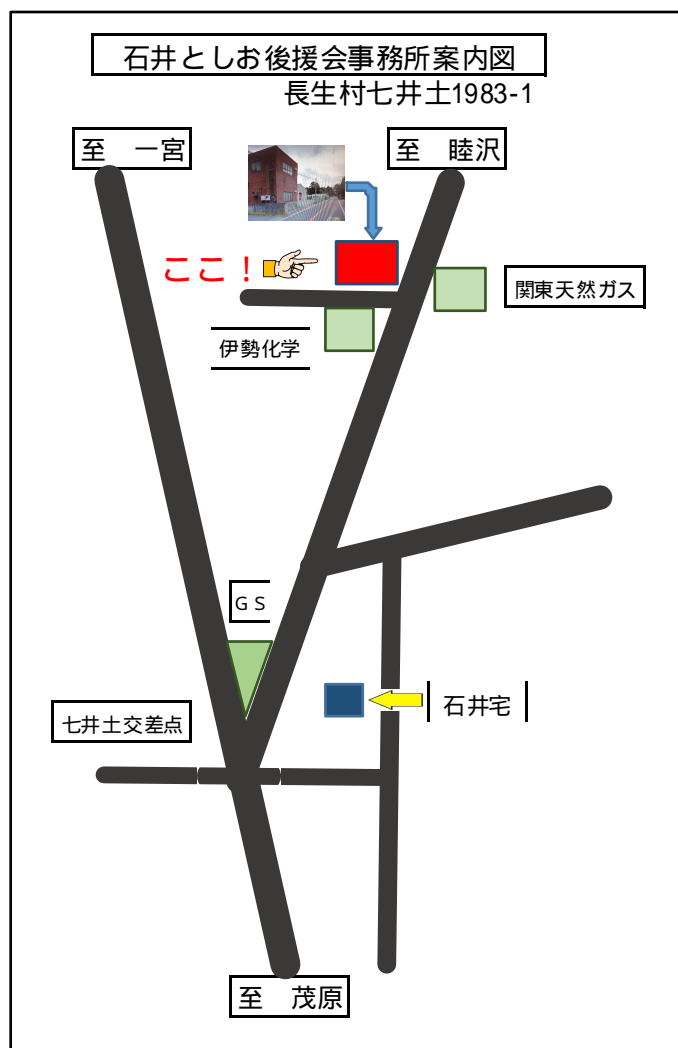 石井としお後援会事務所案内図
長生村七井土1983-1
至　一宮
至　睦沢
ここ！
関東天然ガス
伊勢化学
ＧＳ
石井宅
七井土交差点
至　茂原